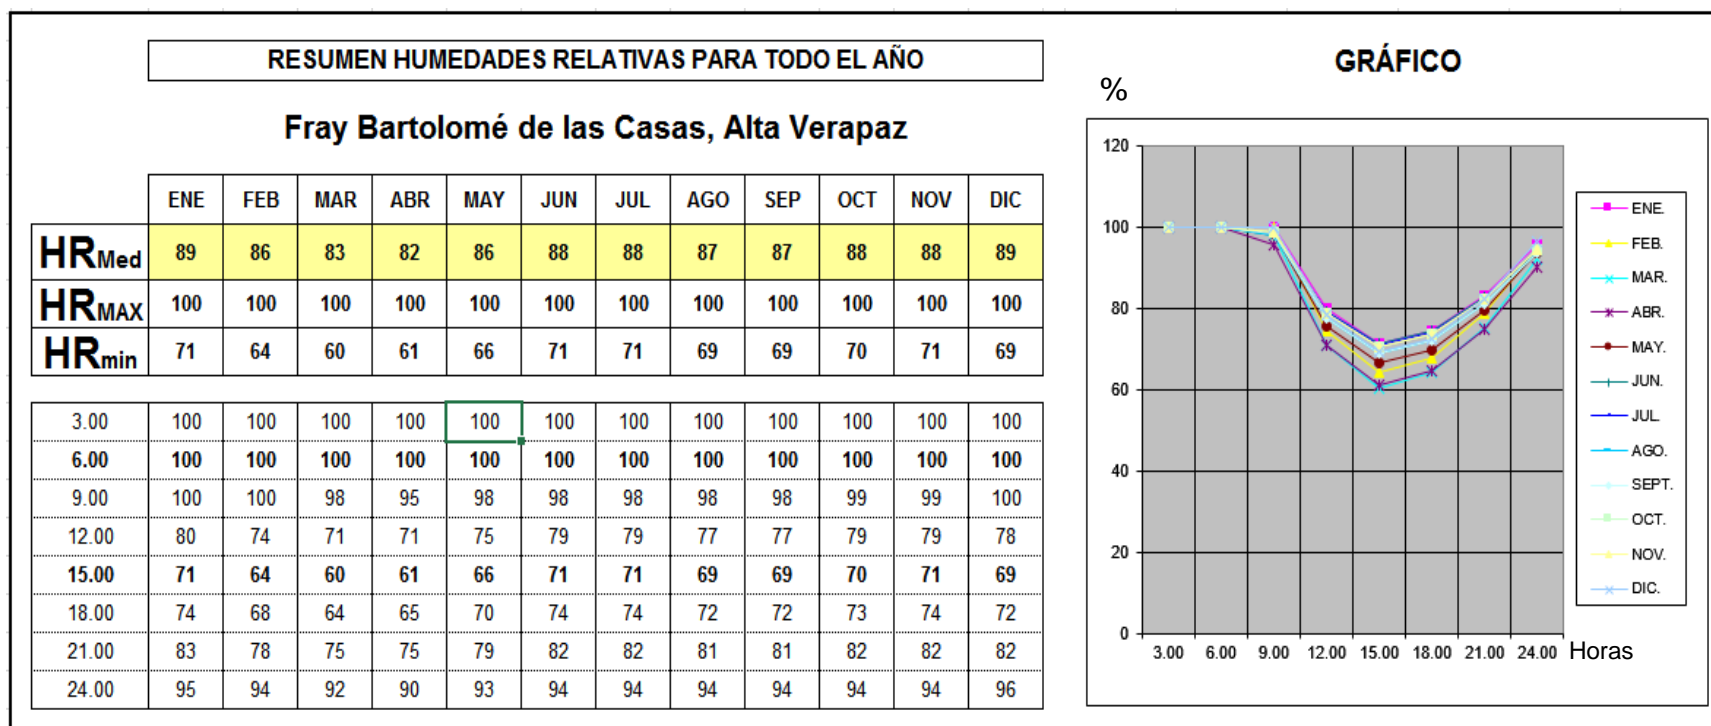 RESUMEN HUMEDADES RELATIVAS PARA TODO EL AÑO
Fray Bartolomé de las Casas, Alta Verapaz
ENE FEB MAR ABR MAY JUN JUL AGO SEP OCT NOV DIC
HRMed 89 86 83 82 86 88 88 87 87 88 88 89
HRMAX 100 100 100 100 100 100 100 100 100 100 100 100
HRmin 71 64 60 61 66 71 71 69 69 70 71 69
3.00 100 100 100 100 100 100 100 100 100 100 100 100
6.00 100 100 100 100 100 100 100 100 100 100 100 100
9.00 100 100 98 95 98 98 98 98 98 99 99 100
12.00 80 74 71 71 75 79 79 77 77 79 79 78
15.00 71 64 60 61 66 71 71 69 69 70 71 69
18.00 74 68 64 65 70 74 74 72 72 73 74 72
21.00 83 78 75 75 79 82 82 81 81 82 82 82
24.00 95 94 92 90 93 94 94 94 94 94 94 96
GRÁFICO
%
120
100
80
60
40
20
0
3.00 6.00 9.00 12.00 15.00 18.00 21.00 24.00 Horas
ENE.
FEB.
MAR.
ABR.
MAY.
JUN.
JUL.
AGO.
SEPT.
OCT.
NOV.
DIC.